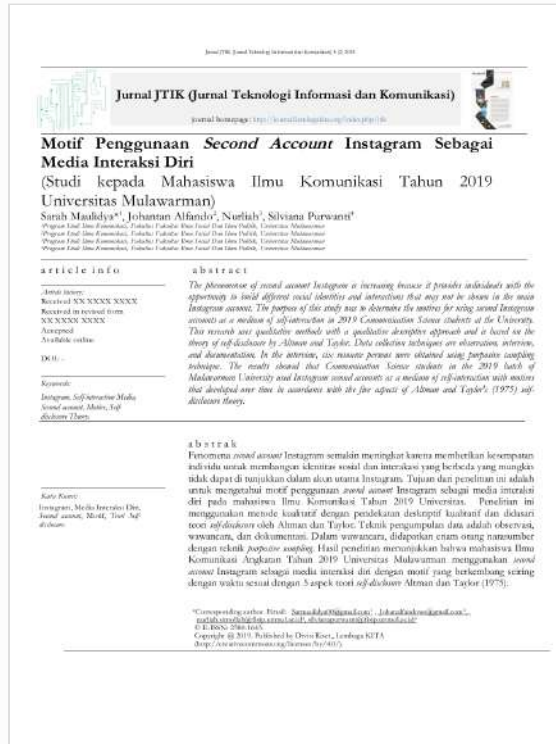 Jurnal JTIK (Jurnal Teknologi Informasi dan Komunikasi)
journal homepage:
Motif Penggunaan Second Account Instagram Sebagai
Media Interaksi Diri
(Studi kepada Mahasiswa Ilmu Komunikasi Tahun 2019
Universitas Mulawarman)
Sarah Maulidya*¹, Johantan Alfando², Nurliah³, Silviana Purwanti⁴
article info
Article history:
Received XX XXXX XXXX
Received in revised form
XX XXXX XXXX
Accepted
Available online
DOI: -
Keywords:
Instagram, Self-interaction Media,
Second account, Motive, Self-
disclosure Theory.
abstract
The phenomenon of second account Instagram is increasing because it provides individuals with the
opportunity to build different social identities and interactions that may not be shown in the main
Instagram account. The purpose of this study was to determine the motives for using second Instagram
accounts as a medium of self-interaction in 2019 Communication Science students at the University.
This research uses qualitative methods with a qualitative descriptive approach and is based on the
theory of self-disclosure by Altman and Taylor. Data collection techniques are observation, interview,
and documentation. In the interview, six resource persons were obtained using purposive sampling
technique. The results showed that Communication Science students in the 2019 batch of
Mulawarman University used Instagram second accounts as a medium of self-interaction with motives
that developed over time in accordance with the five aspects of Altman and Taylor's (1975) self-
disclosure theory.
Kata Kunci:
Instagram, Media Interaksi Diri,
Second account, Motif, Teori Self
disclosure
abstrak
Fenomena second account Instagram semakin meningkat karena memberikan kesempatan
individu untuk membangun identitas sosial dan interaksi yang berbeda yang mungkin
tidak dapat di tunjukkan dalam akun utama Instagram. Tujuan dari penelitian ini adalah
untuk mengetahui motif penggunaan second account Instagram sebagai media interaksi
diri pada mahasiswa Ilmu Komunikasi Tahun 2019 Universitas. Penelitian ini
menggunakan metode kualitatif dengan pendekatan deskriptif kualitatif dan didasari
teori self-disclosure oleh Altman dan Taylor. Teknik pengumpulan data adalah observasi,
wawancara, dan dokumentasi. Dalam wawancara, didapatkan enam orang narasumber
dengan teknik purposive sampling. Hasil penelitian menunjukkan bahwa mahasiswa Ilmu
Komunikasi Angkatan Tahun 2019 Universitas Mulawarman menggunakan second
account Instagram sebagai media interaksi diri dengan motif yang berkembang seiring
dengan waktu sesuai dengan 5 aspek teori self-disclosure Altman dan Taylor (1975).
*Corresponding author. Email:
Copyright @ 2019. Published by Divisi Riset, Lembaga KITA